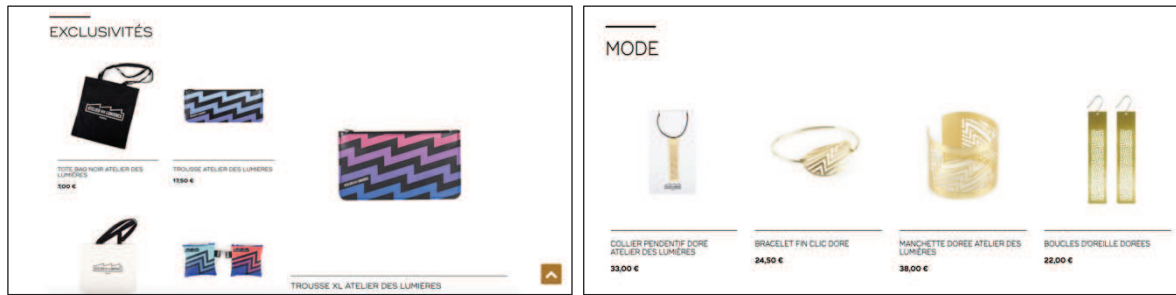 EXCLUSIVITÉS
TOTE BAG NOIR ATELIER DES
LUMIÈRES
7,00 €
TROUSSE ATELIER DES LUMIÈRES
17,50 €
TROUSSE XL ATELIER DES LUMIÈRES
MODE
COLLIER PENDENTIF DORÉ
ATELIER DES LUMIÈRES
33,00 €
BRACELET FIN CLIC DORÉ
24,50 €
MANCHETTE DORÉE ATELIER DES
LUMIÈRES
38,00 €
BOUCLES D'OREILLE DORÉES
22,00 €